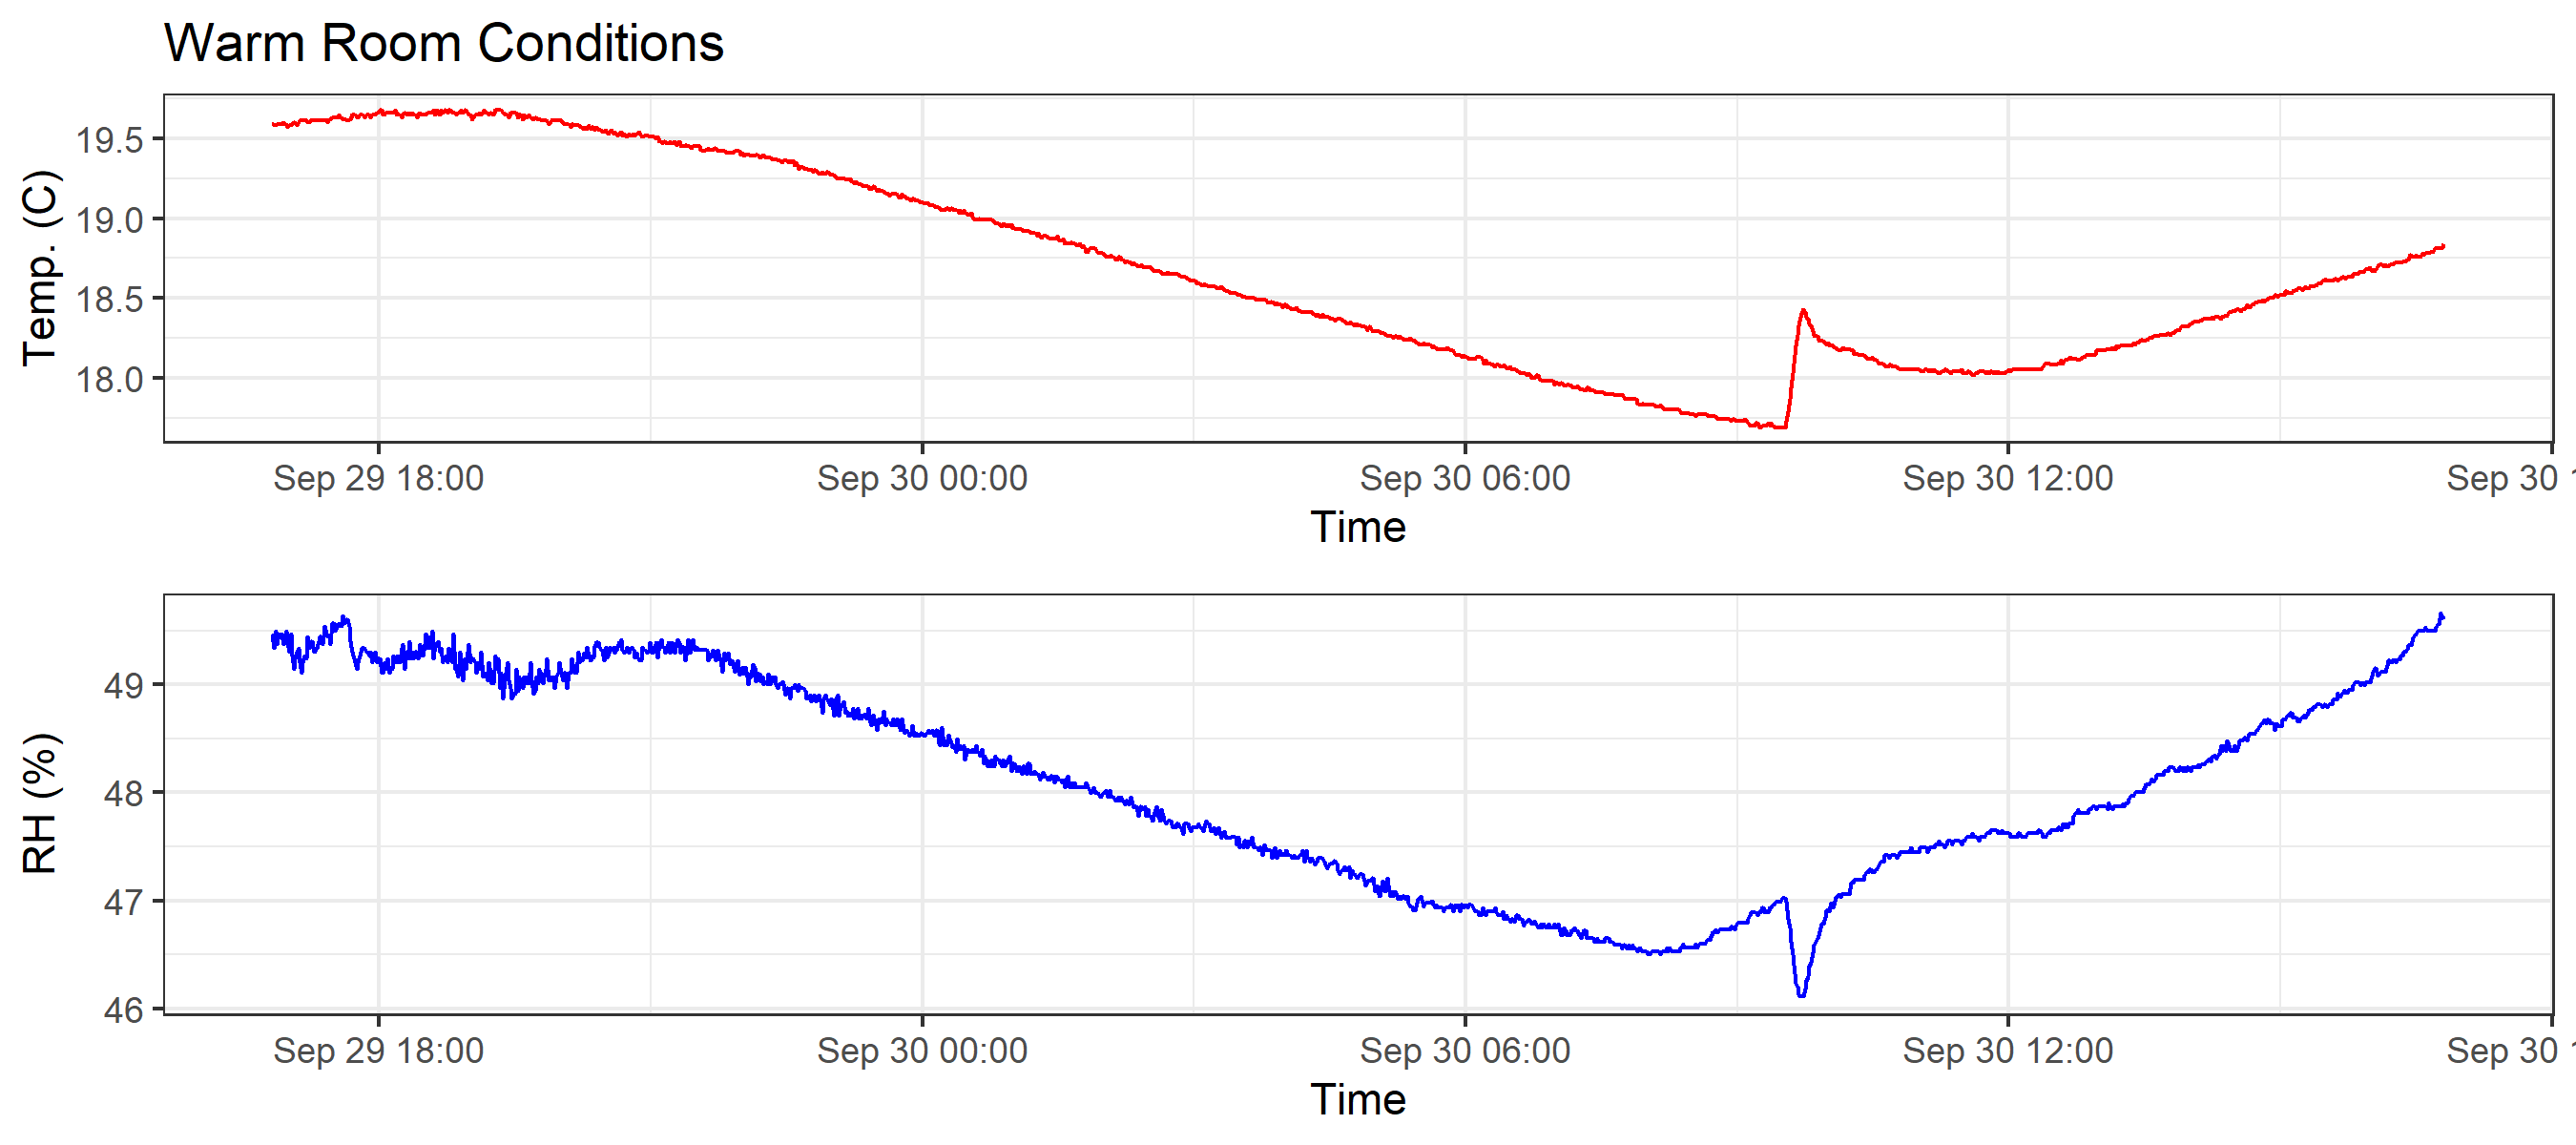 Warm Room Conditions
Temp. (C)
19.5
19.0
18.5
18.0
Sep 29 18:00 Sep 30 00:00 Sep 30 06:00 Sep 30 12:00 Sep 30
Time
RH (%)
49
48
47
46
Sep 29 18:00 Sep 30 00:00 Sep 30 06:00 Sep 30 12:00 Sep 30
Time